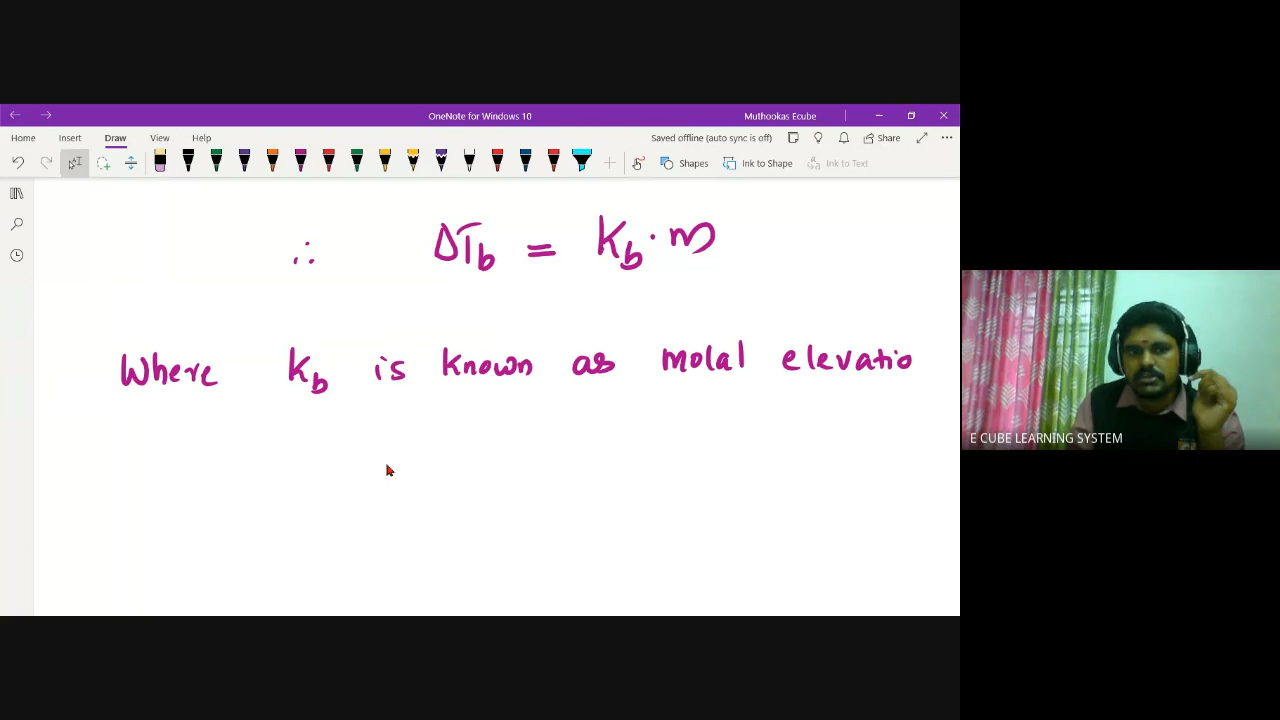 OneNote for Windows 10
Muthookas Ecube
Home Insert Draw View Help
Saved offline (auto sync is off)
Share
Shapes
Ink to Shape
Ink to Text
∴ ΔTb = Kb · m
Where Kb is known as molal elevatio
E CUBE LEARNING SYSTEM